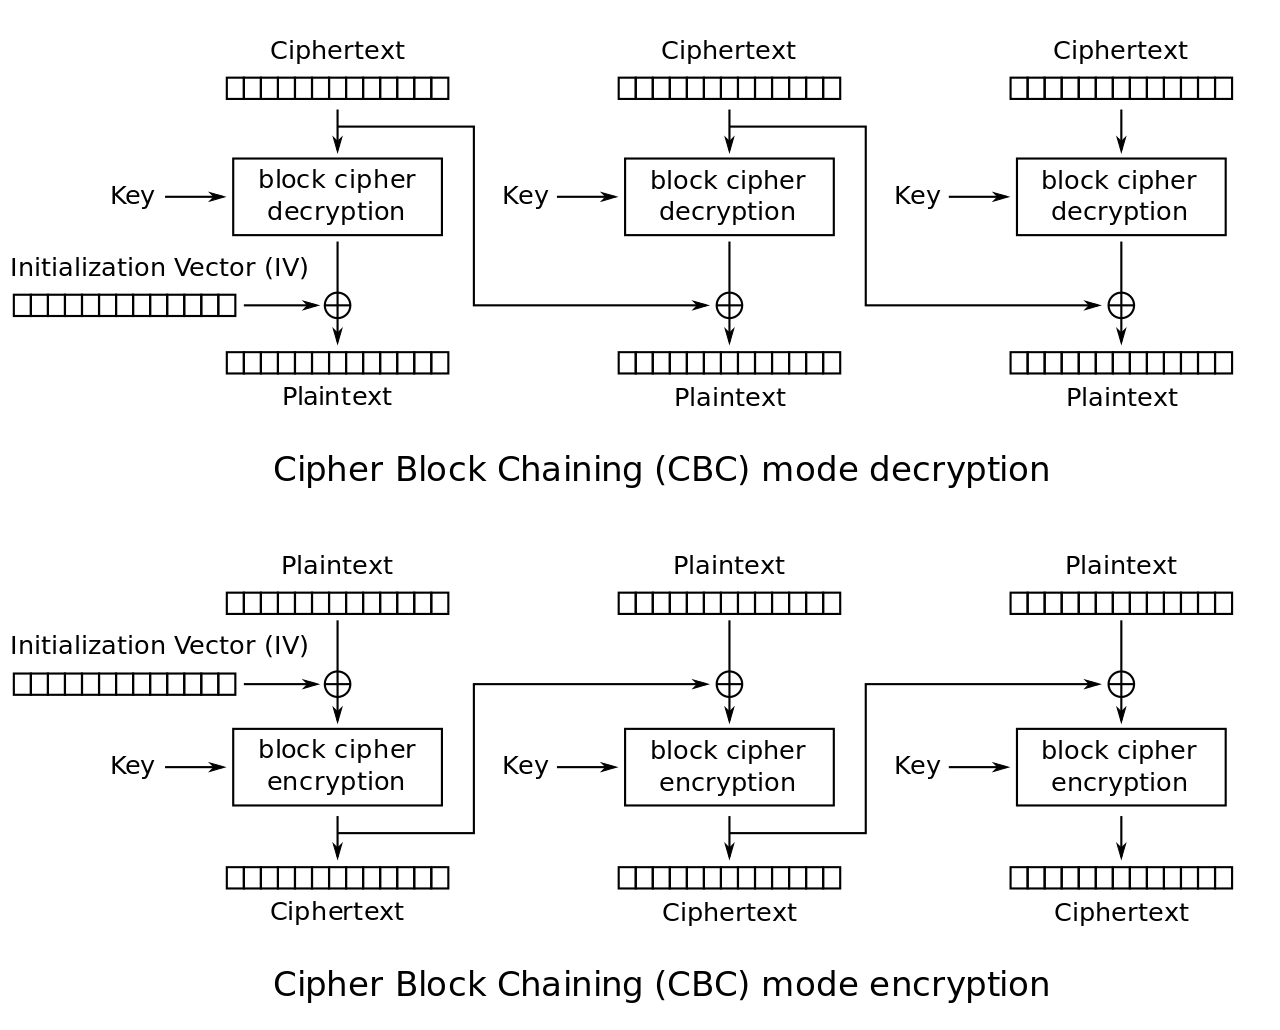 Ciphertext Ciphertext Ciphertext
Key block cipher Key block cipher Key block cipher
decryption decryption decryption
Initialization Vector (IV)
Plaintext Plaintext Plaintext
Cipher Block Chaining (CBC) mode decryption
Plaintext Plaintext Plaintext
Initialization Vector (IV)
Key block cipher Key block cipher Key block cipher
encryption encryption encryption
Ciphertext Ciphertext Ciphertext
Cipher Block Chaining (CBC) mode encryption